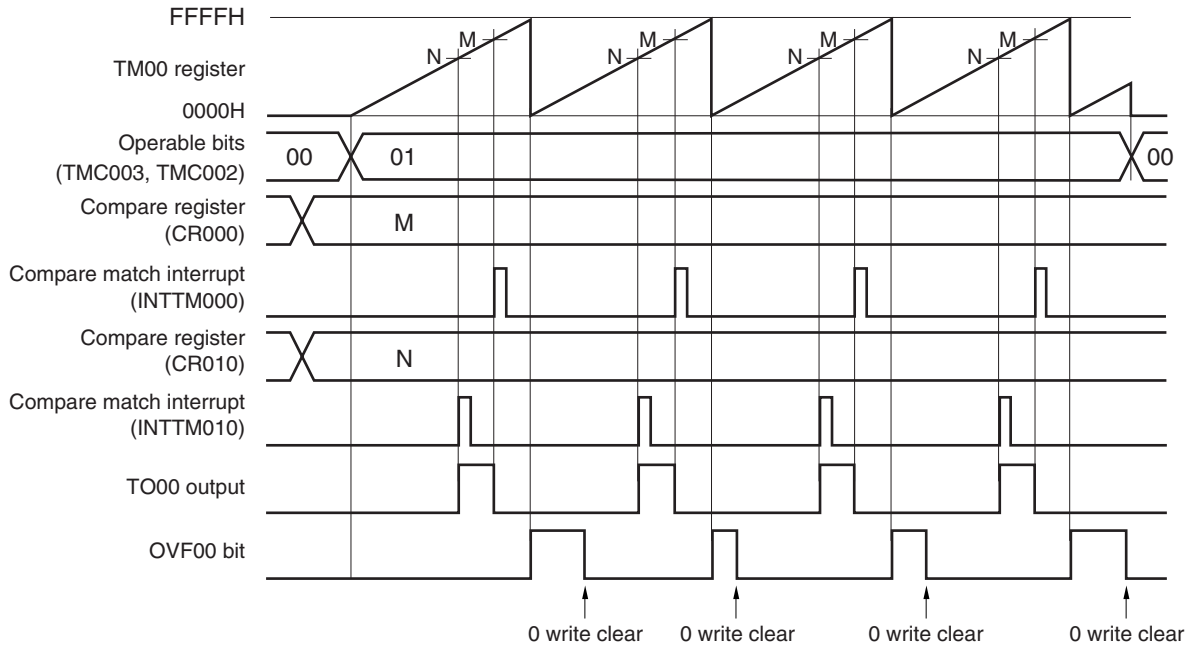 FFFFH
M M M M
N N N N
TM00 register
0000H
Operable bits
(TMC003, TMC002)
00 01 00
Compare register
(CR000)
M
Compare match interrupt
(INTTM000)
Compare register
(CR010)
N
Compare match interrupt
(INTTM010)
TO00 output
OVF00 bit
0 write clear 0 write clear 0 write clear 0 write clear